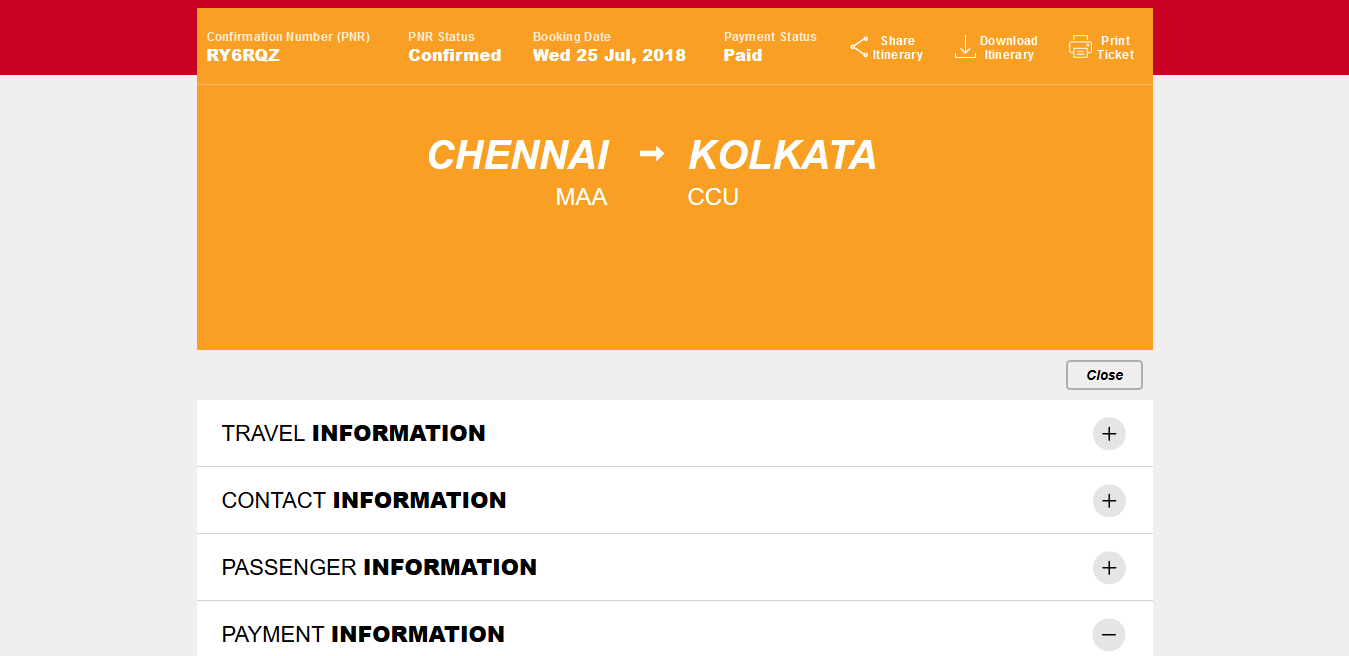 Confirmation Number (PNR) PNR Status Booking Date Payment Status
RY6RQZ Confirmed Wed 25 Jul, 2018 Paid
Share Itinerary
Download Itinerary
Print Ticket
CHENNAI KOLKATA
MAA CCU
Close
TRAVEL INFORMATION
CONTACT INFORMATION
PASSENGER INFORMATION
PAYMENT INFORMATION